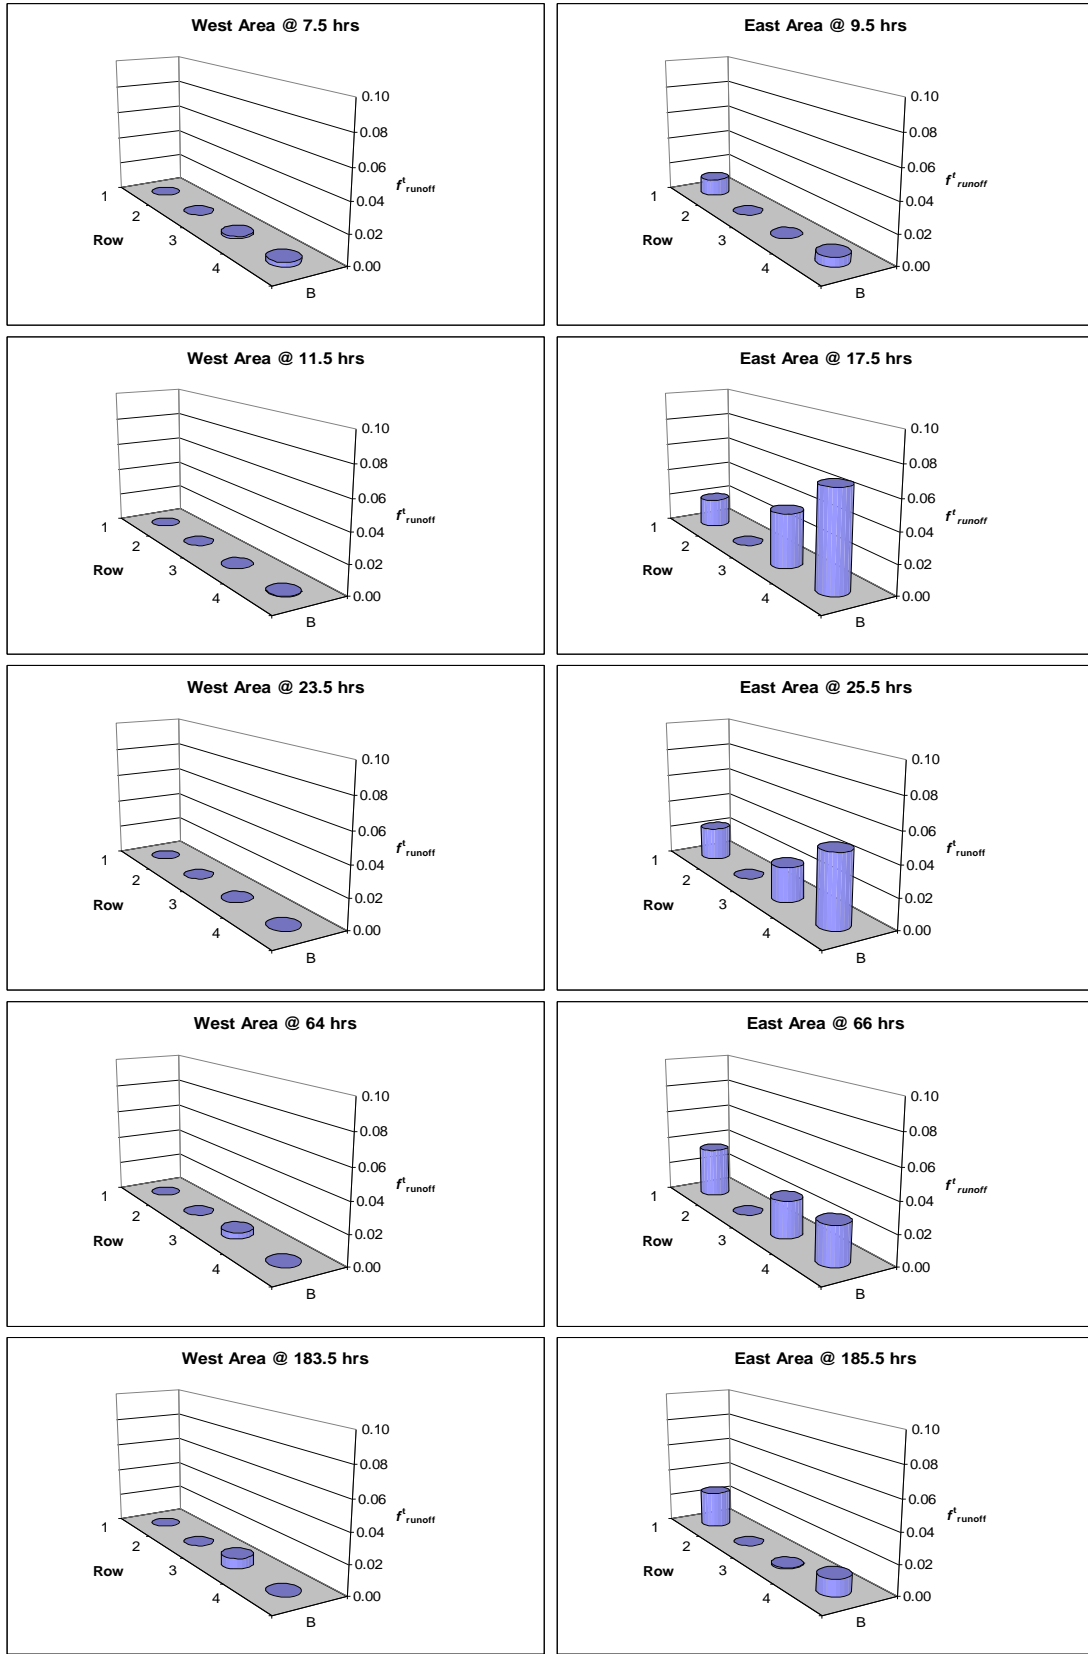 West Area @ 7.5 hrs
0.10
0.08
0.06
0.04
0.02
0.00
f^t_runoff
1
2
3
4
Row
B
East Area @ 9.5 hrs
0.10
0.08
0.06
0.04
0.02
0.00
f^t_runoff
1
2
3
4
Row
B
West Area @ 11.5 hrs
0.10
0.08
0.06
0.04
0.02
0.00
f^t_runoff
1
2
3
4
Row
B
East Area @ 17.5 hrs
0.10
0.08
0.06
0.04
0.02
0.00
f^t_runoff
1
2
3
4
Row
B
West Area @ 23.5 hrs
0.10
0.08
0.06
0.04
0.02
0.00
f^t_runoff
1
2
3
4
Row
B
East Area @ 25.5 hrs
0.10
0.08
0.06
0.04
0.02
0.00
f^t_runoff
1
2
3
4
Row
B
West Area @ 64 hrs
0.10
0.08
0.06
0.04
0.02
0.00
f^t_runoff
1
2
3
4
Row
B
East Area @ 66 hrs
0.10
0.08
0.06
0.04
0.02
0.00
f^t_runoff
1
2
3
4
Row
B
West Area @ 183.5 hrs
0.10
0.08
0.06
0.04
0.02
0.00
f^t_runoff
1
2
3
4
Row
B
East Area @ 185.5 hrs
0.10
0.08
0.06
0.04
0.02
0.00
f^t_runoff
1
2
3
4
Row
B